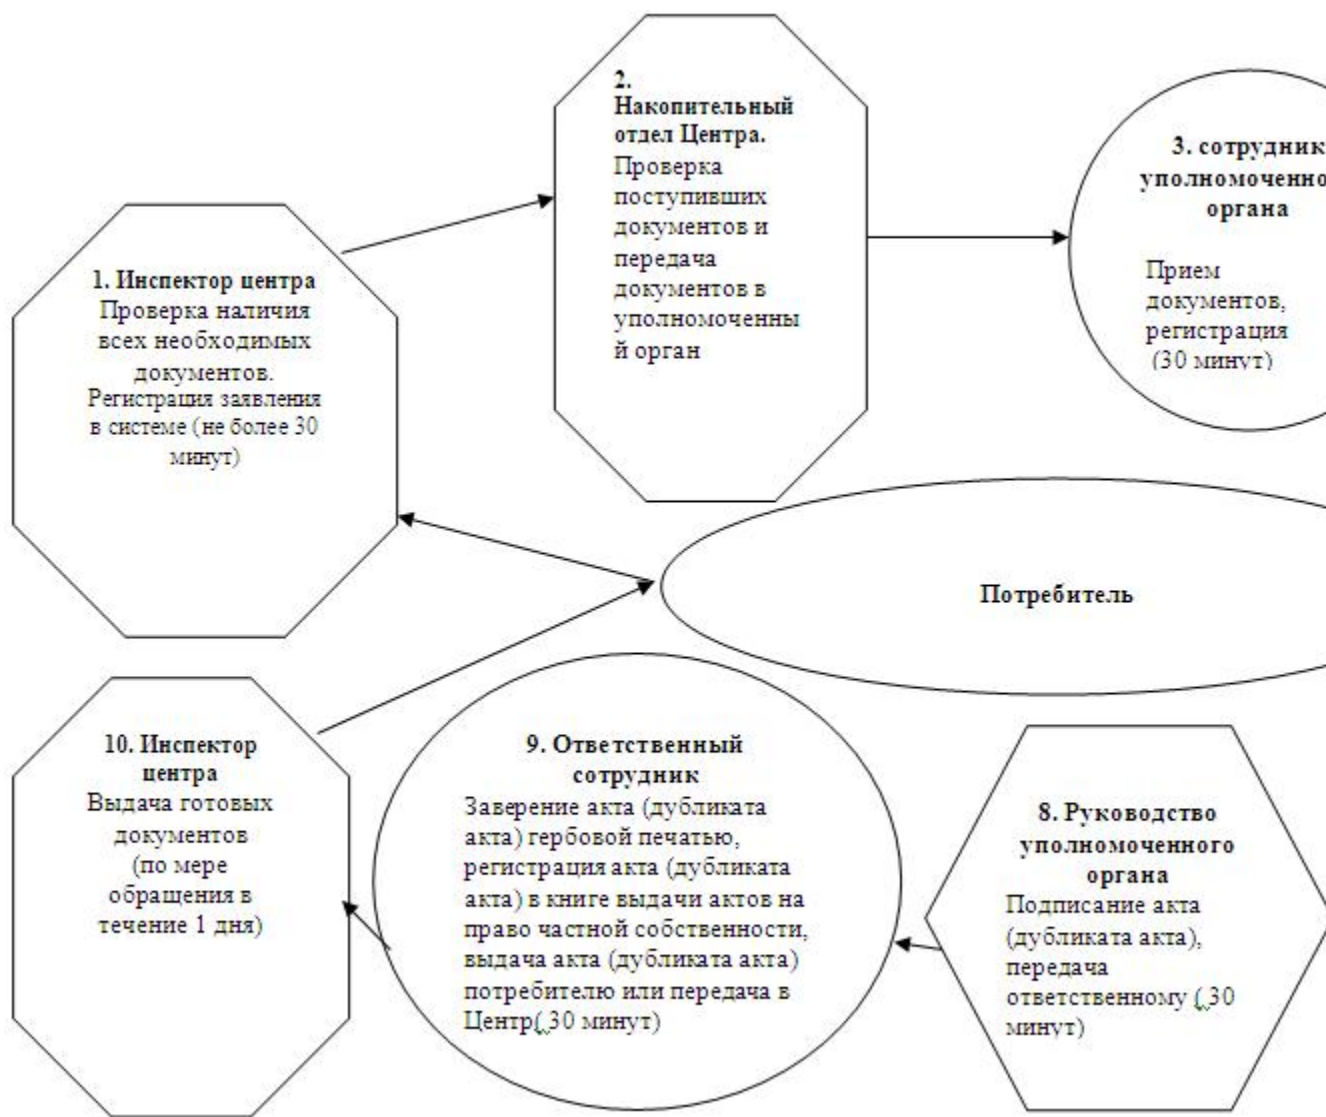 2.
Накопительный
отдел Центра.
Проверка
поступивших
документов и
передача
документов в
уполномоченны
й орган
3. сотрудник
уполномоченно
органа
Прием
документов,
регистрация
(30 минут)
1. Инспектор центра
Проверка наличия
всех необходимых
документов.
Регистрация заявления
в системе (не более 30
минут)
Потребитель
10. Инспектор
центра
Выдача готовых
документов
(по мере
обращения в
течение 1 дня)
9. Ответственный
сотрудник
Заверение акта (дубликата
акта) гербовой печатью,
регистрация акта (дубликата
акта) в книге выдачи актов на
право частной собственности,
выдача акта (дубликата акта)
потребителю или передача в
Центр( 30 минут)
8. Руководство
уполномоченного
органа
Подписание акта
(дубликата акта),
передача
ответственному ( 30
минут)